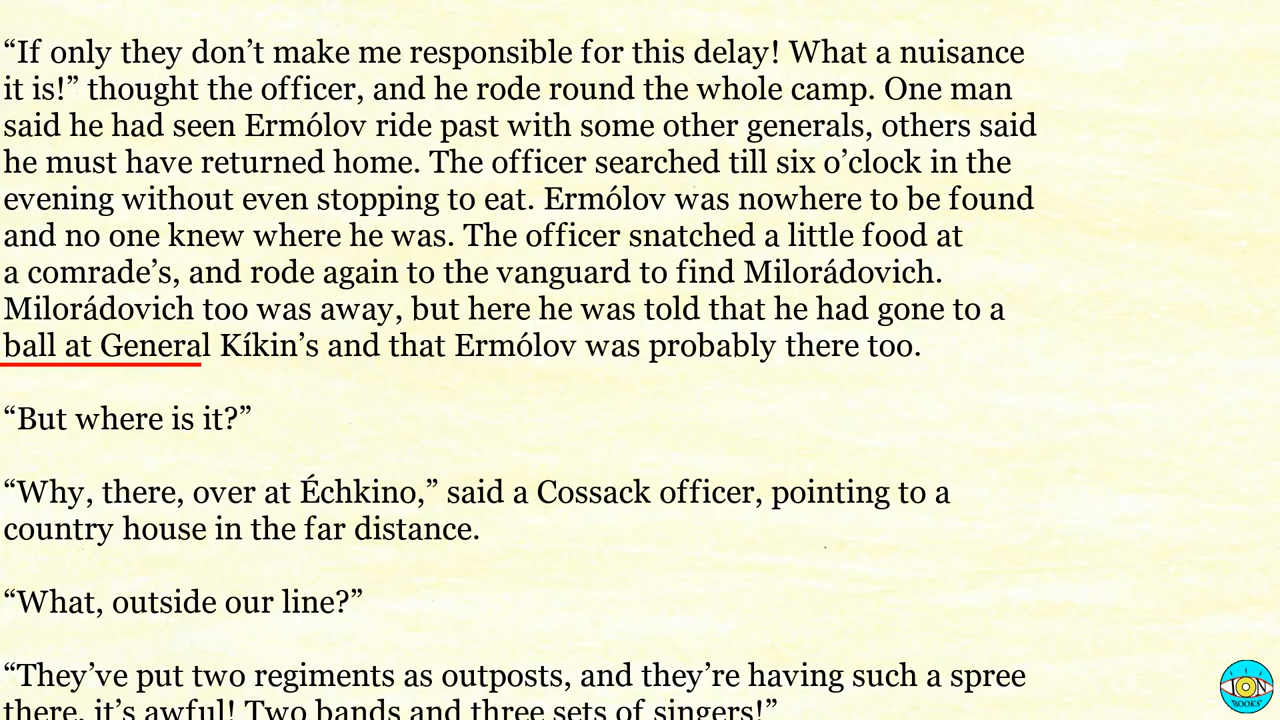 “If only they don’t make me responsible for this delay! What a nuisance
it is!” thought the officer, and he rode round the whole camp. One man
said he had seen Ermólov ride past with some other generals, others said
he must have returned home. The officer searched till six o’clock in the
evening without even stopping to eat. Ermólov was nowhere to be found
and no one knew where he was. The officer snatched a little food at
a comrade’s, and rode again to the vanguard to find Milorádovich.
Milorádovich too was away, but here he was told that he had gone to a
ball at General Kíkin’s and that Ermólov was probably there too.
“But where is it?”
“Why, there, over at Échkino,” said a Cossack officer, pointing to a
country house in the far distance.
“What, outside our line?”
“They’ve put two regiments as outposts, and they’re having such a spree
there, it’s awful! Two bands and three sets of singers!”
ION
BOOKS